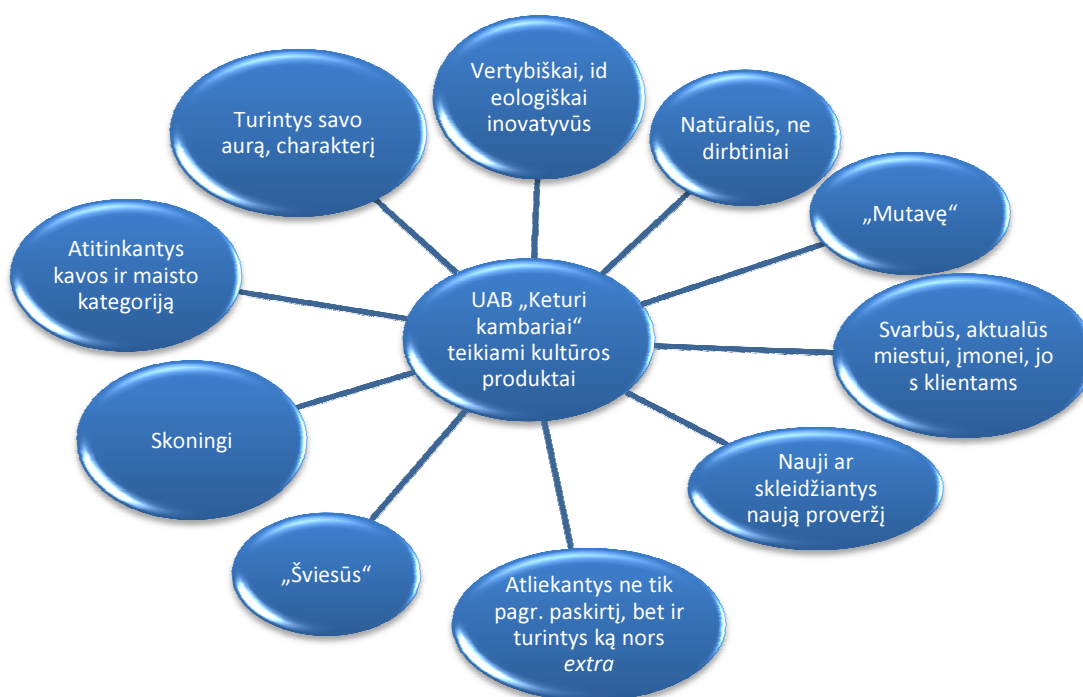 Vertybiškai, id
eologiškai
inovatyvūs
Turintys savo
aurą, charakterį
Natūralūs, ne
dirbtiniai
„Mutavę“
Atitinkantys
kavos ir maisto
kategoriją
UAB „Keturi
kambariai“
teikiami kultūros
produktai
Svarbūs, aktualūs
miestui, įmonei, jo
s klientams
Skoningi
Nauji ar
skleidžiantys
naują proveržį
„Šviesūs“
Atliekantys ne tik
pagr. paskirtį, bet ir
turintys ką nors
extra